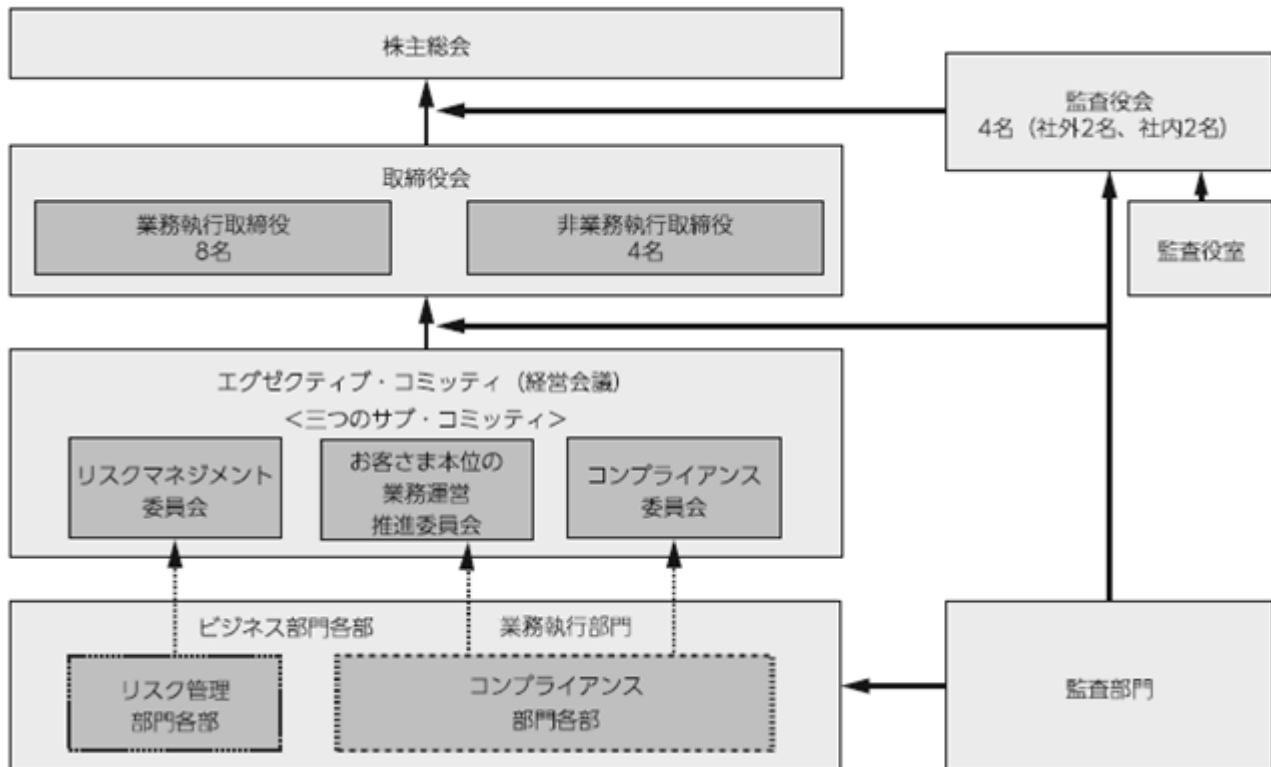 株主総会
監査役会
4名（社外2名、社内2名）
取締役会
業務執行取締役
8名
非業務執行取締役
4名
監査役室
エグゼクティブ・コミッティ（経営会議）
＜三つのサブ・コミッティ＞
リスクマネジメント
委員会
お客さま本位の
業務運営
推進委員会
コンプライアンス
委員会
ビジネス部門各部
業務執行部門
リスク管理
部門各部
コンプライアンス
部門各部
監査部門